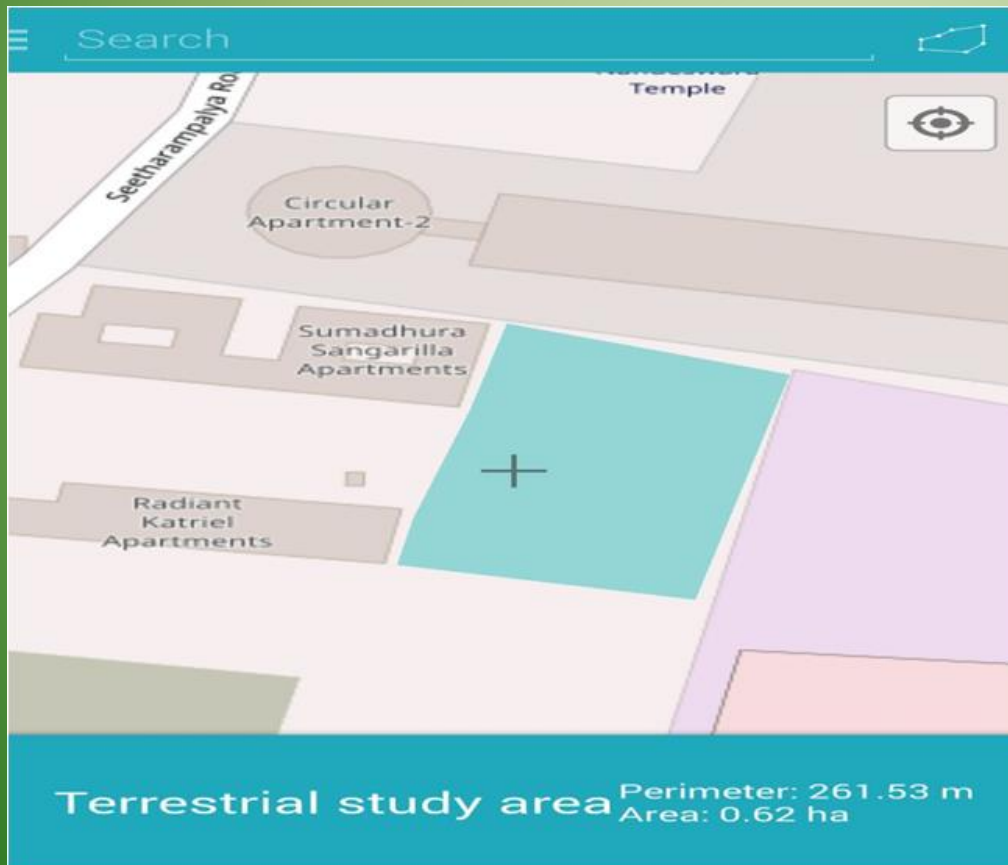 Search
Temple
Seetharampalya
Circular
Apartment-2
Sumadhura
Sangarilla
Apartments
Radiant
Katriel
Apartments
Terrestrial study area
Perimeter: 261.53 m
Area: 0.62 ha